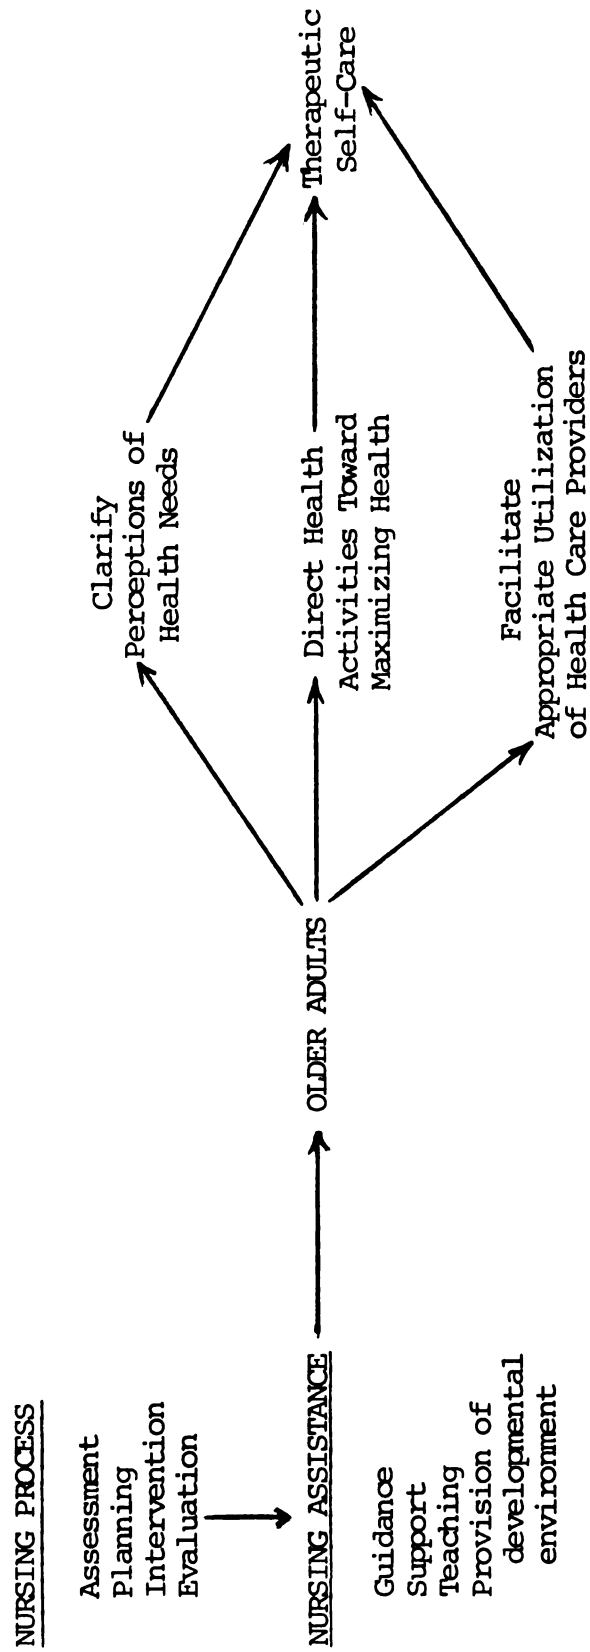 NURSING PROCESS
Assessment
Planning
Intervention
Evaluation
NURSING ASSISTANCE
Guidance
Support
Teaching
Provision of
developmental
environment
OLDER ADULTS
Clarify
Perceptions of
Health Needs
Direct Health
Activities Toward
Maximizing Health
Facilitate
Appropriate Utilization
of Health Care Providers
Therapeutic
Self-Care